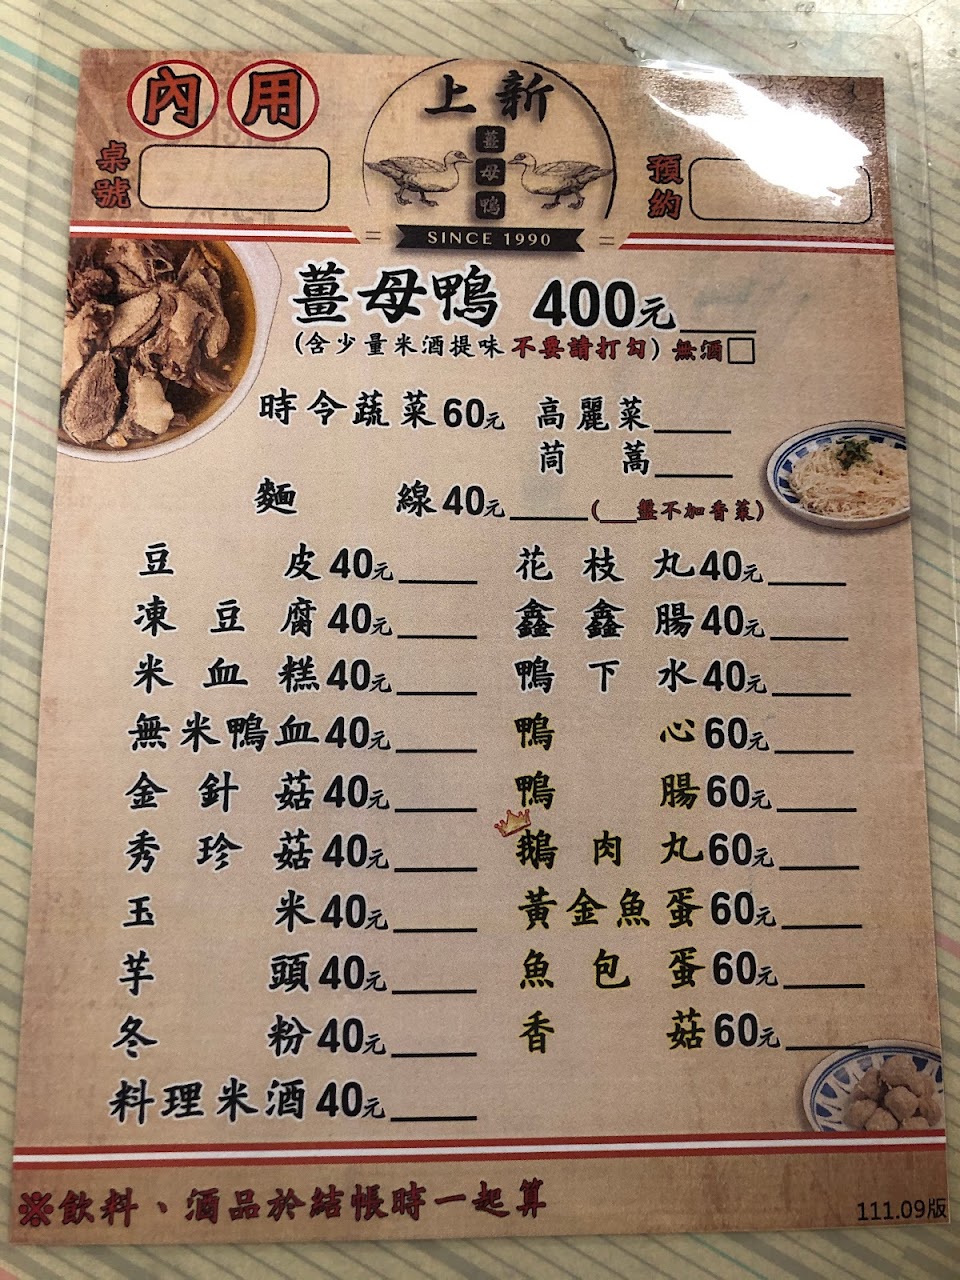 內用
上新
薑母鴨
桌號
預約
SINCE 1990
薑母鴨 400元
(含少量米酒提味 不要請打勾) 無酒
時令蔬菜60元 高麗菜
茼蒿
麵線40元 (__盤不加香菜)
豆皮40元 花枝丸40元
凍豆腐40元 鑫鑫腸40元
米血糕40元 鴨下水40元
無米鴨血40元 鴨心60元
金針菇40元 鴨腸60元
秀珍菇40元 鵝肉丸60元
玉米40元 黃金魚蛋60元
芋頭40元 魚包蛋60元
冬粉40元 香菇60元
料理米酒40元
※飲料、酒品於結帳時一起算
111.09版